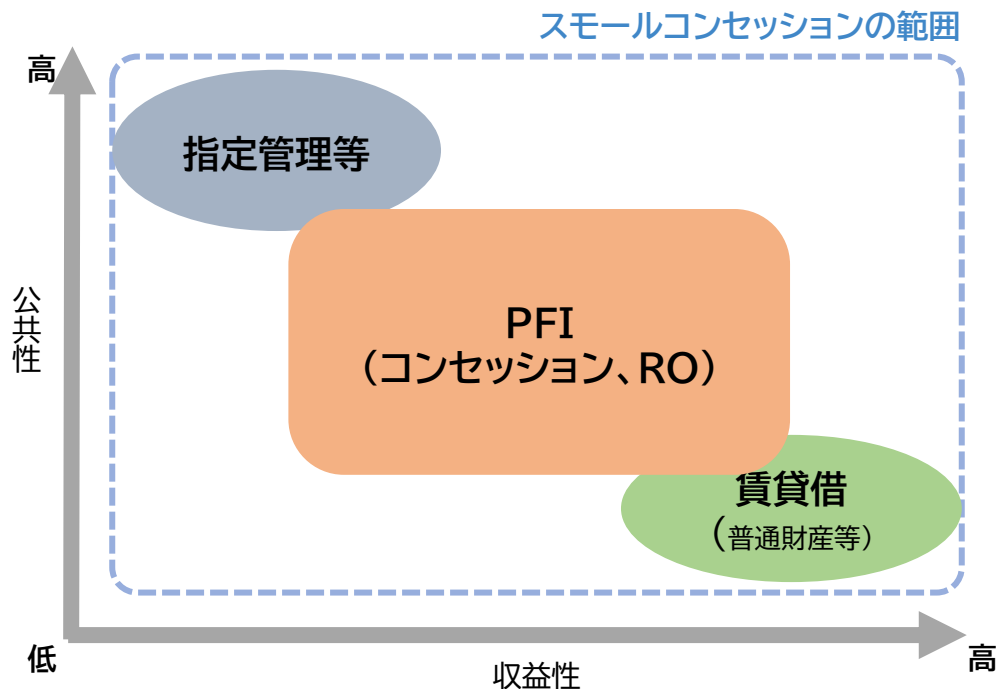 スモールコンセッションの範囲
高
指定管理等
公共性
PFI
（コンセッション、RO）
賃貸借
（普通財産等）
低
収益性
高